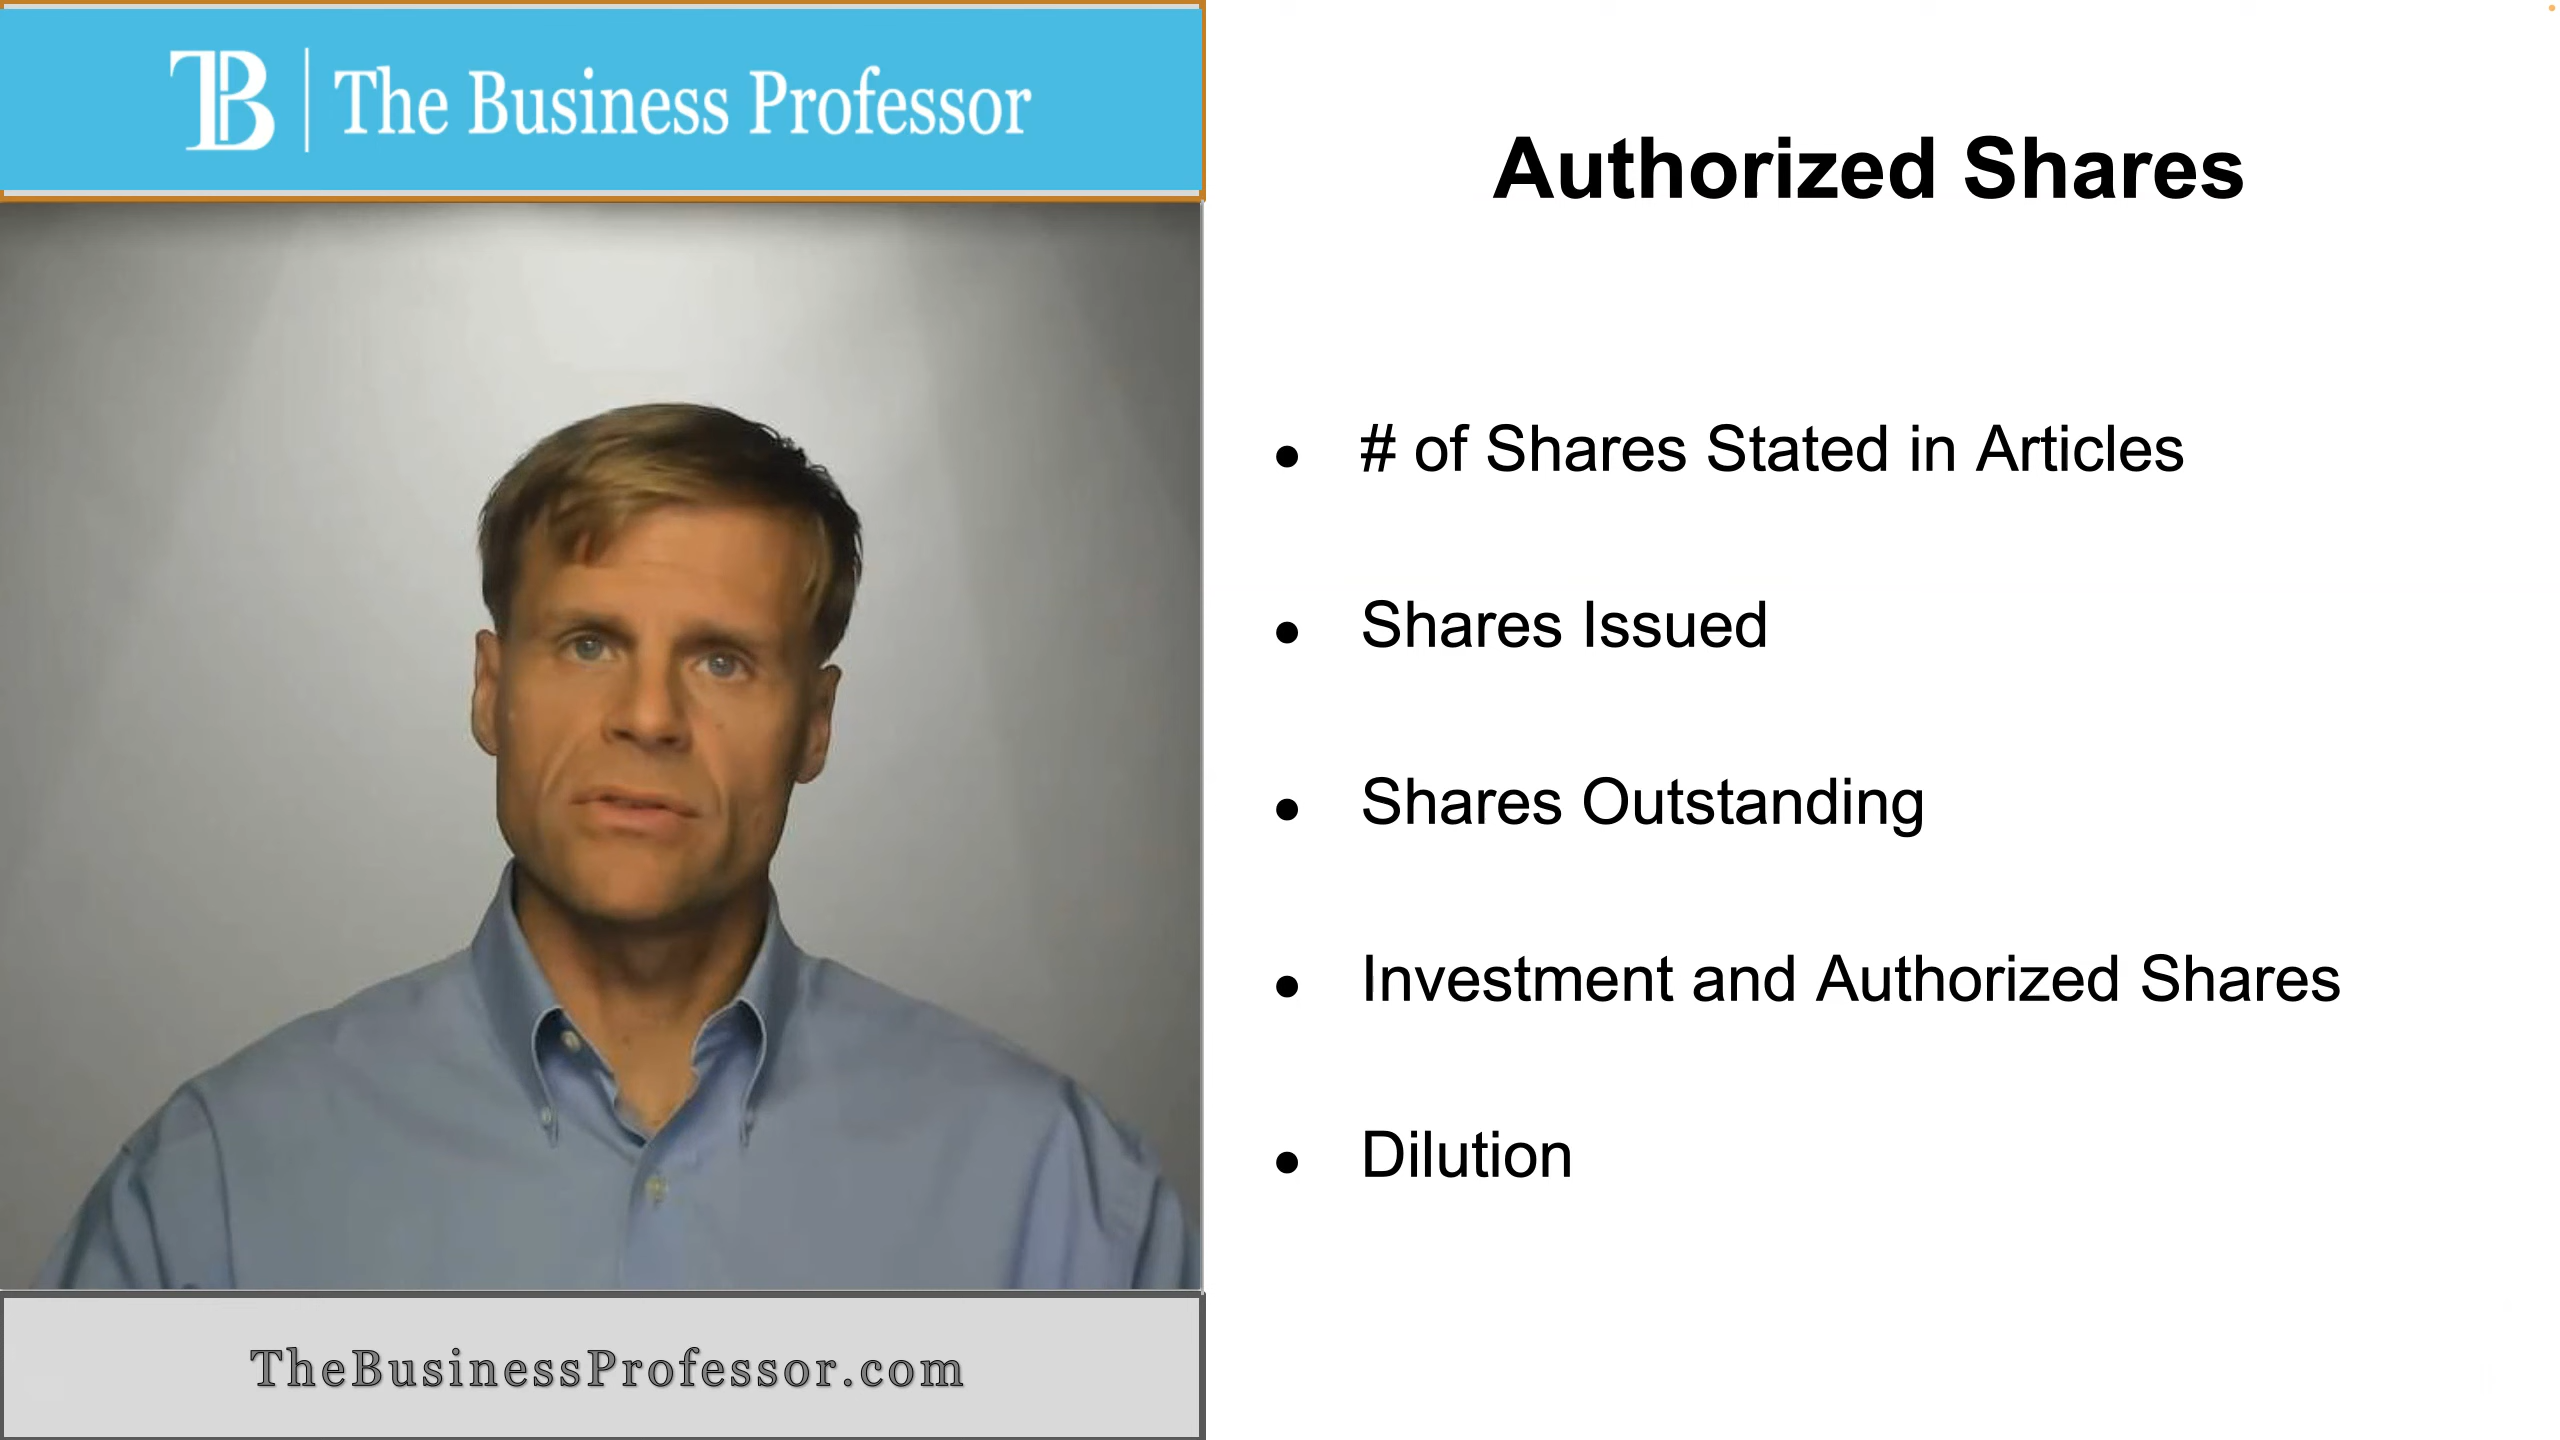 TB The Business Professor
Authorized Shares
● # of Shares Stated in Articles
● Shares Issued
● Shares Outstanding
● Investment and Authorized Shares
● Dilution
TheBusinessProfessor.com